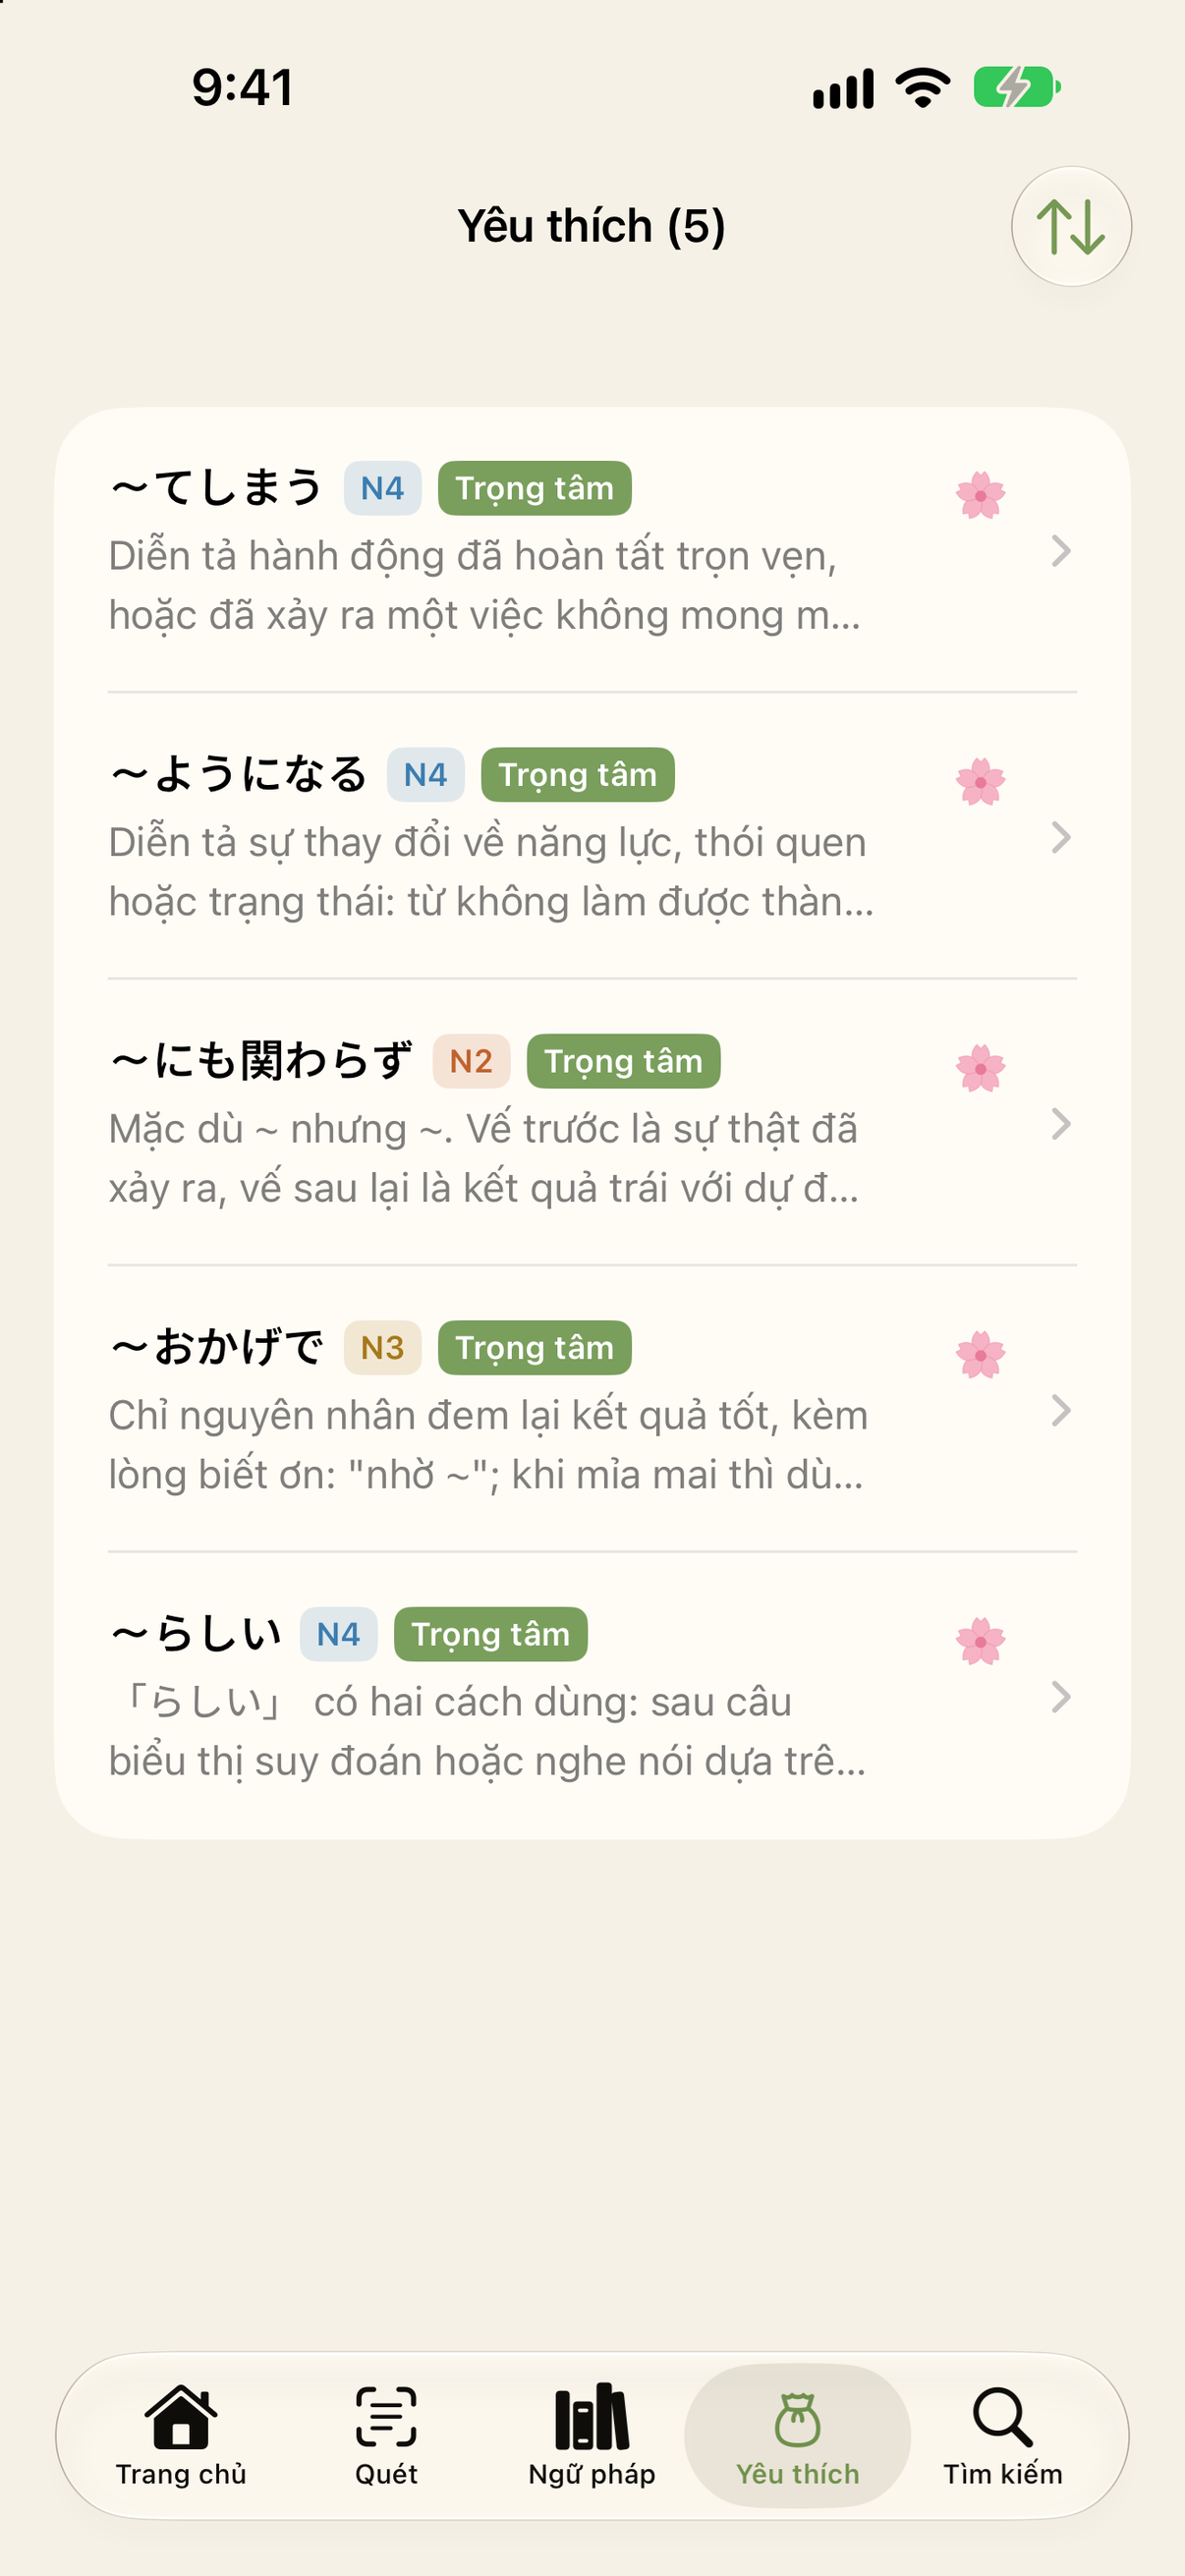 9:41
Yêu thích (5)
～てしまう N4 Trọng tâm
Diễn tả hành động đã hoàn tất trọn vẹn,
hoặc đã xảy ra một việc không mong m...
～ようになる N4 Trọng tâm
Diễn tả sự thay đổi về năng lực, thói quen
hoặc trạng thái: từ không làm được thàn...
～にも関わらず N2 Trọng tâm
Mặc dù ~ nhưng ~. Vế trước là sự thật đã
xảy ra, vế sau lại là kết quả trái với dự đ...
～おかげで N3 Trọng tâm
Chỉ nguyên nhân đem lại kết quả tốt, kèm
lòng biết ơn: "nhờ ~"; khi mỉa mai thì dù...
～らしい N4 Trọng tâm
「らしい」 có hai cách dùng: sau câu
biểu thị suy đoán hoặc nghe nói dựa trê...
Trang chủ Quét Ngữ pháp Yêu thích Tìm kiếm